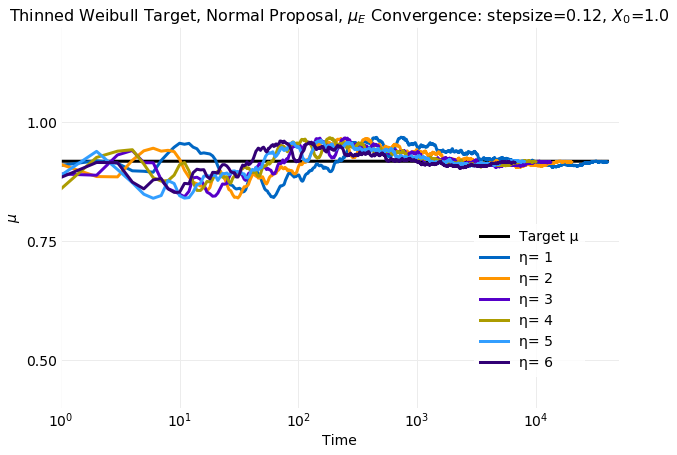 Thinned Weibull Target, Normal Proposal, μ_E Convergence: stepsize=0.12, X_0=1.0
1.00
0.75
0.50
μ
Target μ
η= 1
η= 2
η= 3
η= 4
η= 5
η= 6
10^0
10^1
10^2
10^3
10^4
Time